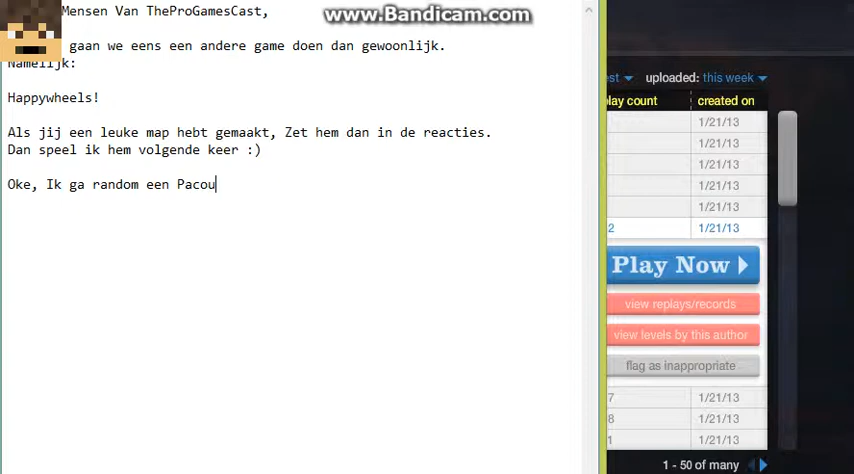 www.Bandicam.com
Mensen Van TheProGamesCast,
gaan we eens een andere game doen dan gewoonlijk.
Namelijk:
Happywheels!
Als jij een leuke map hebt gemaakt, Zet hem dan in de reacties.
Dan speel ik hem volgende keer :)
Oke, Ik ga random een Pacou
uploaded: this week
play count created on
1/21/13
1/21/13
1/21/13
1/21/13
1/21/13
2 1/21/13
Play Now
view replays/records
view levels by this author
flag as inappropriate
7 1/21/13
8 1/21/13
1 1/21/13
1 - 50 of many